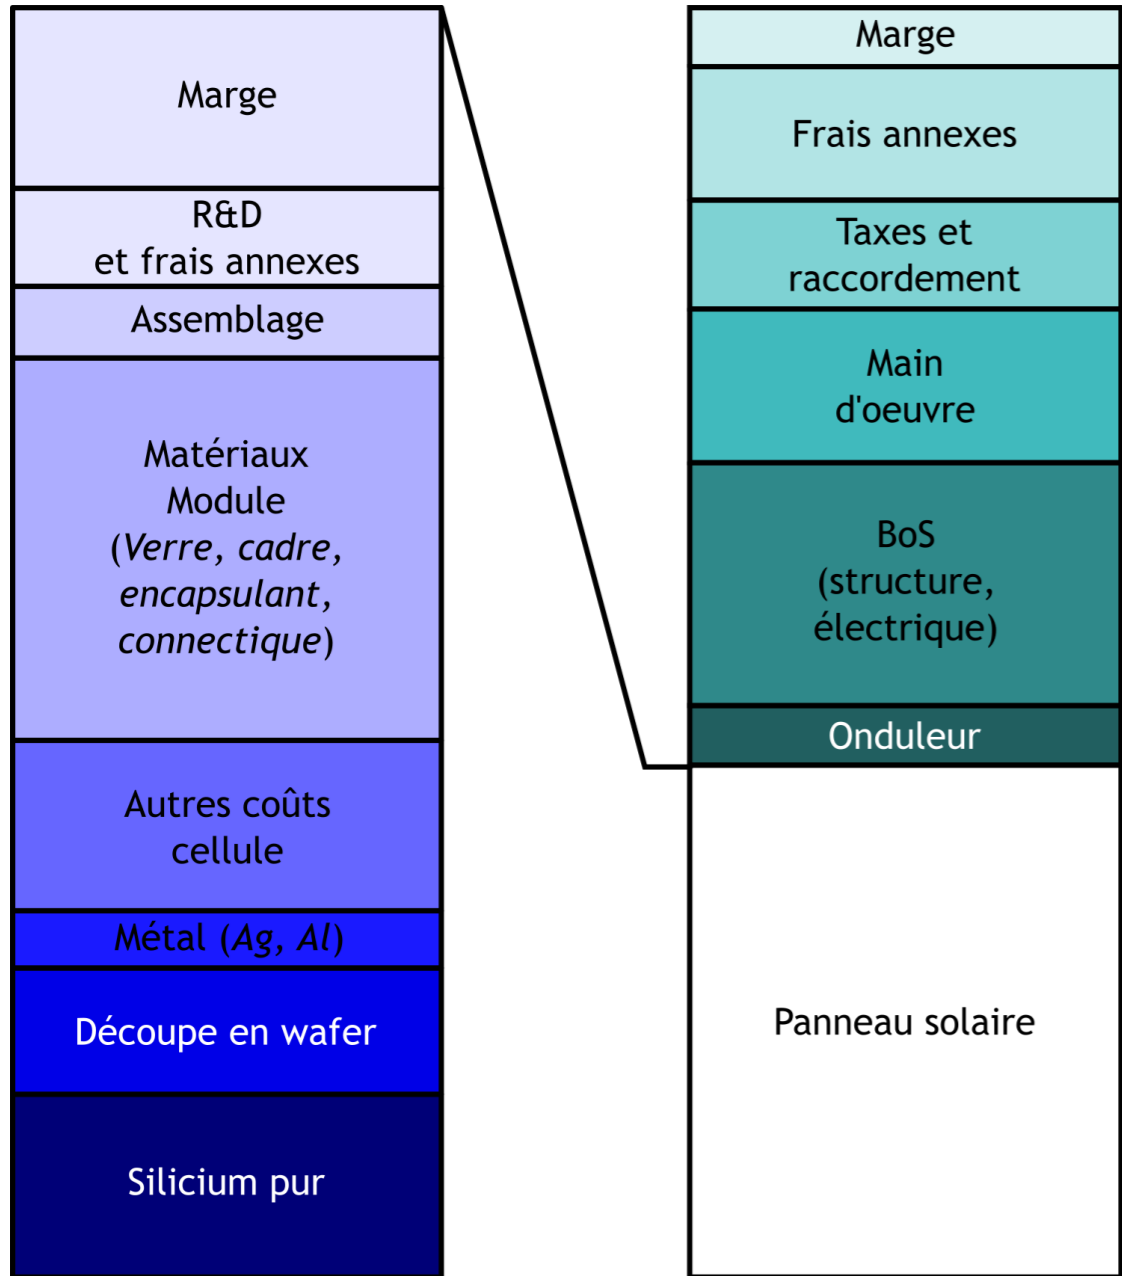 Marge
R&D
et frais annexes
Assemblage
Matériaux
Module
(Verre, cadre,
encapsulant,
connectique)
Autres coûts
cellule
Métal (Ag, Al)
Découpe en wafer
Silicium pur
Marge
Frais annexes
Taxes et
raccordement
Main
d'oeuvre
BoS
(structure,
électrique)
Onduleur
Panneau solaire